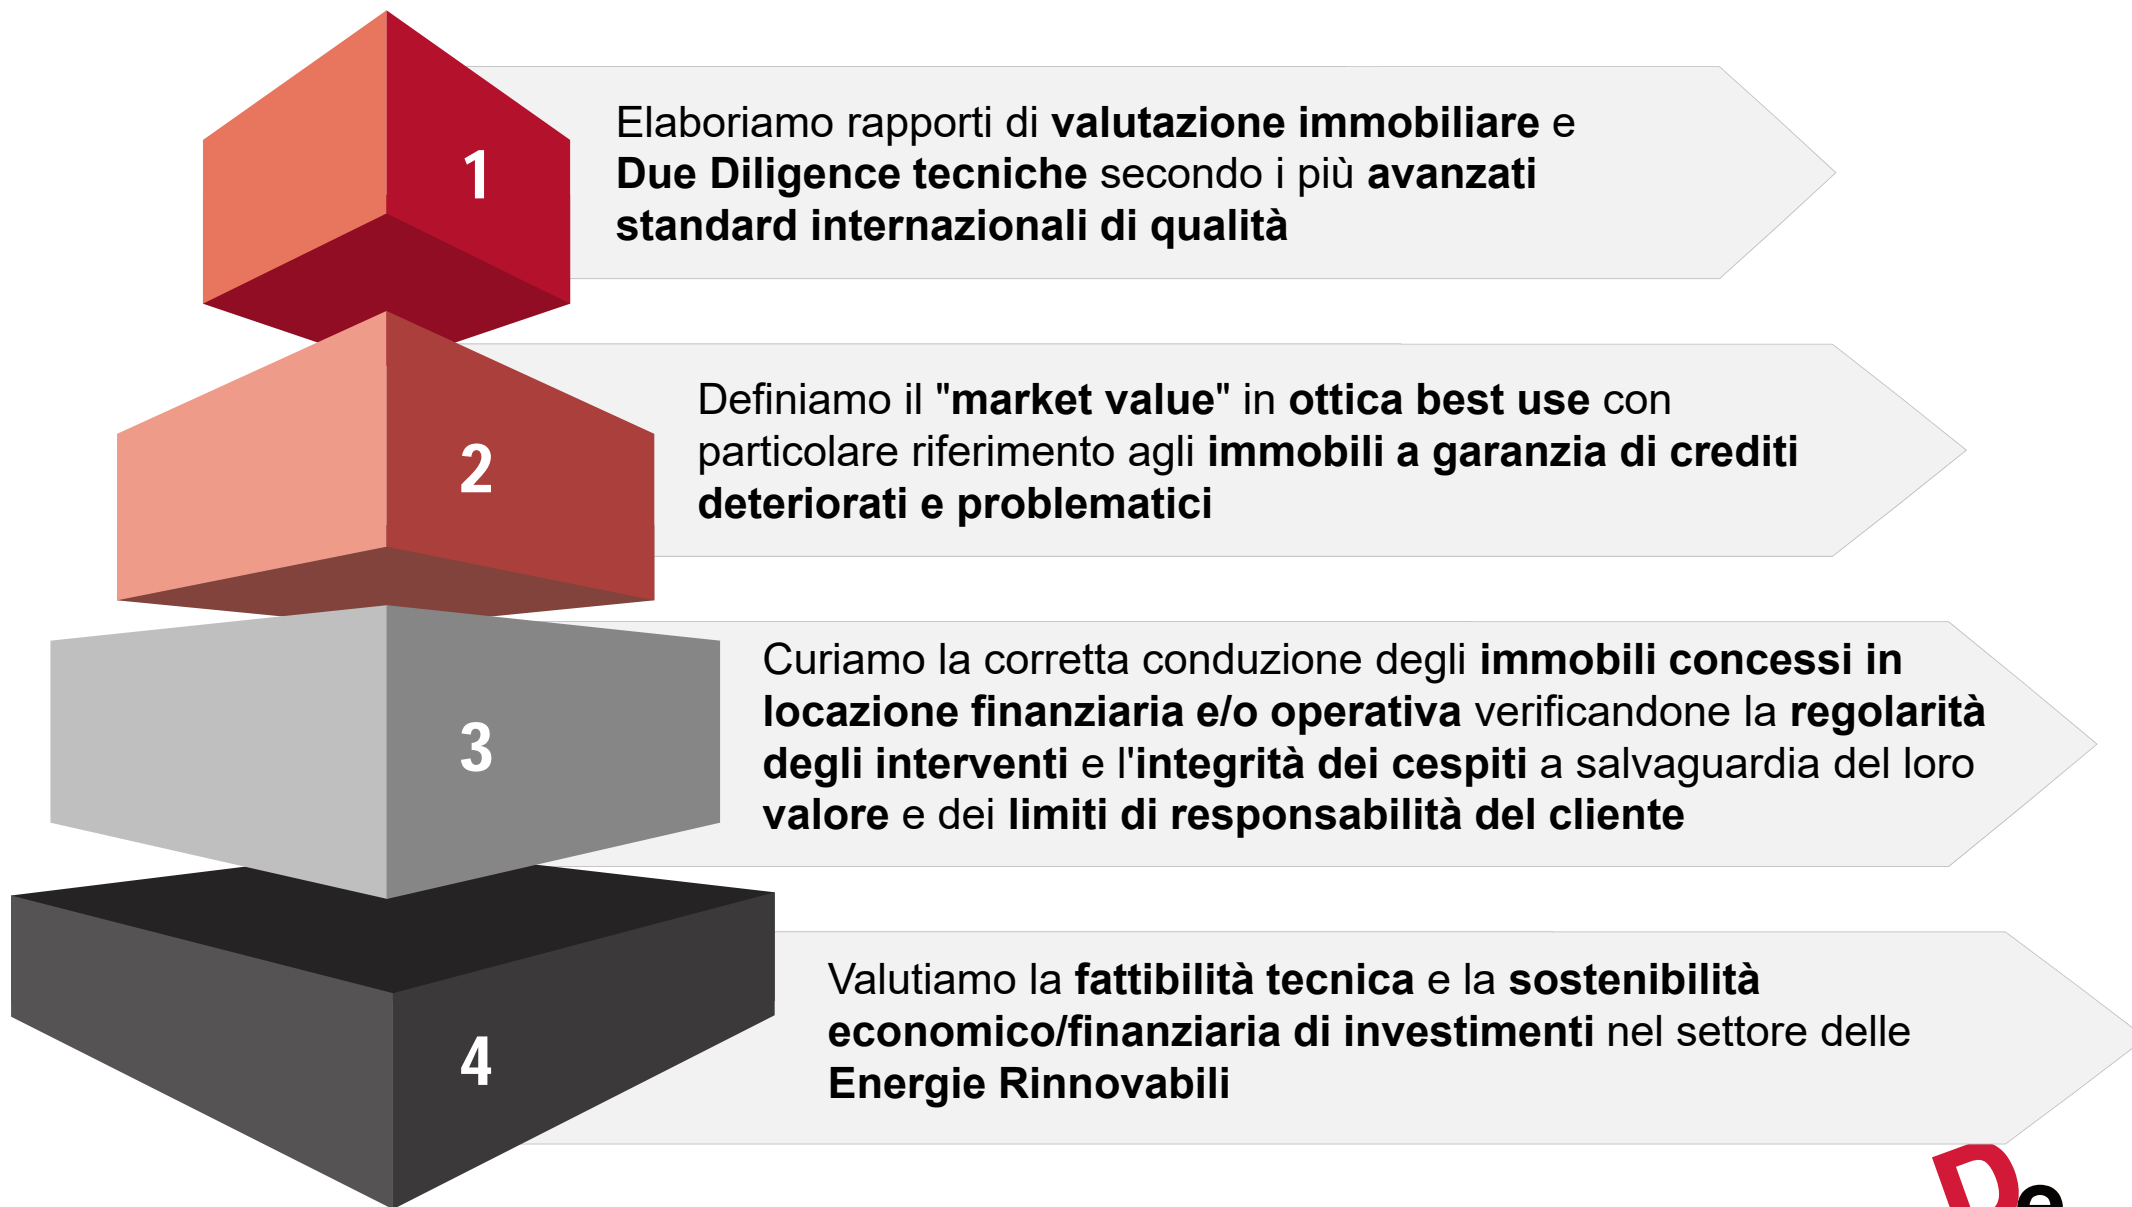 1
Elaboriamo rapporti di valutazione immobiliare e
Due Diligence tecniche secondo i più avanzati
standard internazionali di qualità
2
Definiamo il "market value" in ottica best use con
particolare riferimento agli immobili a garanzia di crediti
deteriorati e problematici
3
Curiamo la corretta conduzione degli immobili concessi in
locazione finanziaria e/o operativa verificandone la regolarità
degli interventi e l'integrità dei cespiti a salvaguardia del loro
valore e dei limiti di responsabilità del cliente
4
Valutiamo la fattibilità tecnica e la sostenibilità
economico/finanziaria di investimenti nel settore delle
Energie Rinnovabili
De